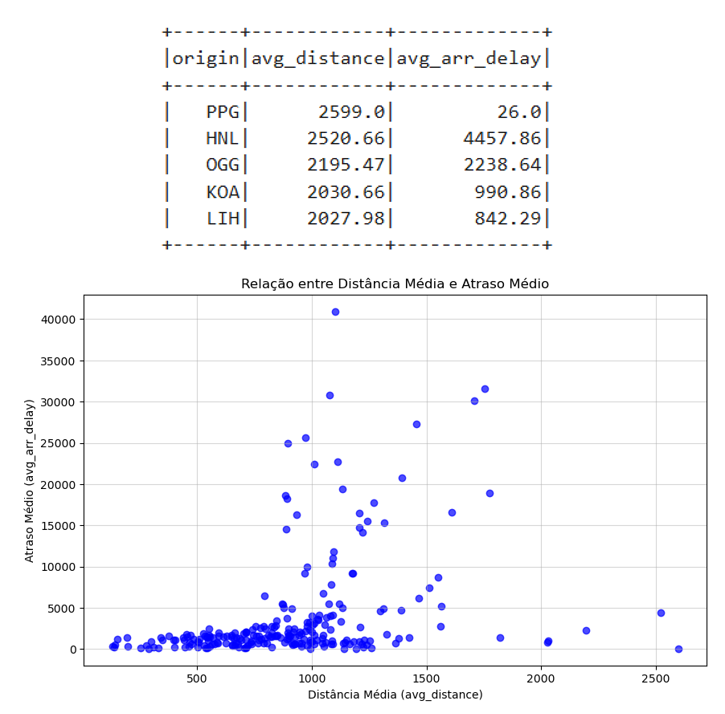 +------+------------+-------------+
|origin|avg_distance|avg_arr_delay|
+------+------------+-------------+
|   PPG|      2599.0|         26.0|
|   HNL|     2520.66|      4457.86|
|   OGG|     2195.47|      2238.64|
|   KOA|     2030.66|       990.86|
|   LIH|     2027.98|       842.29|
+------+------------+-------------+
Relação entre Distância Média e Atraso Médio
40000
35000
30000
25000
20000
15000
10000
5000
0
Atraso Médio (avg_arr_delay)
500 1000 1500 2000 2500
Distância Média (avg_distance)